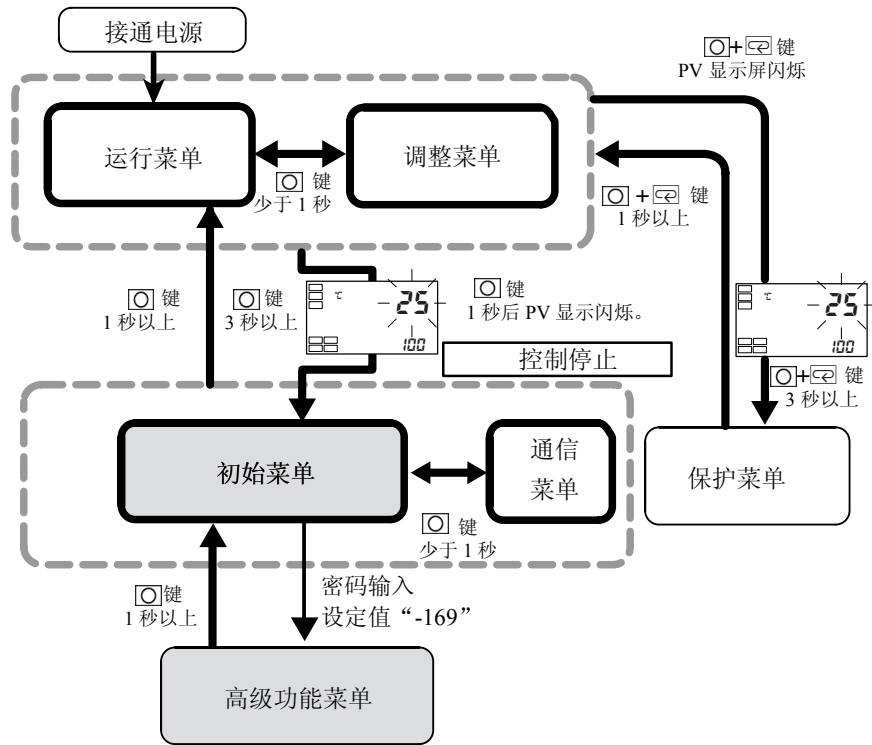 接通电源
+ 键
PV 显示屏闪烁
运行菜单
调整菜单
键
少于 1 秒
+ 键
1 秒以上
键
1 秒以上
键
3 秒以上
℃
25
100
键
1 秒后 PV 显示闪烁。
控制停止
℃
25
100
+ 键
3 秒以上
初始菜单
通信
菜单
保护菜单
键
少于 1 秒
键
1 秒以上
密码输入
设定值“-169”
高级功能菜单